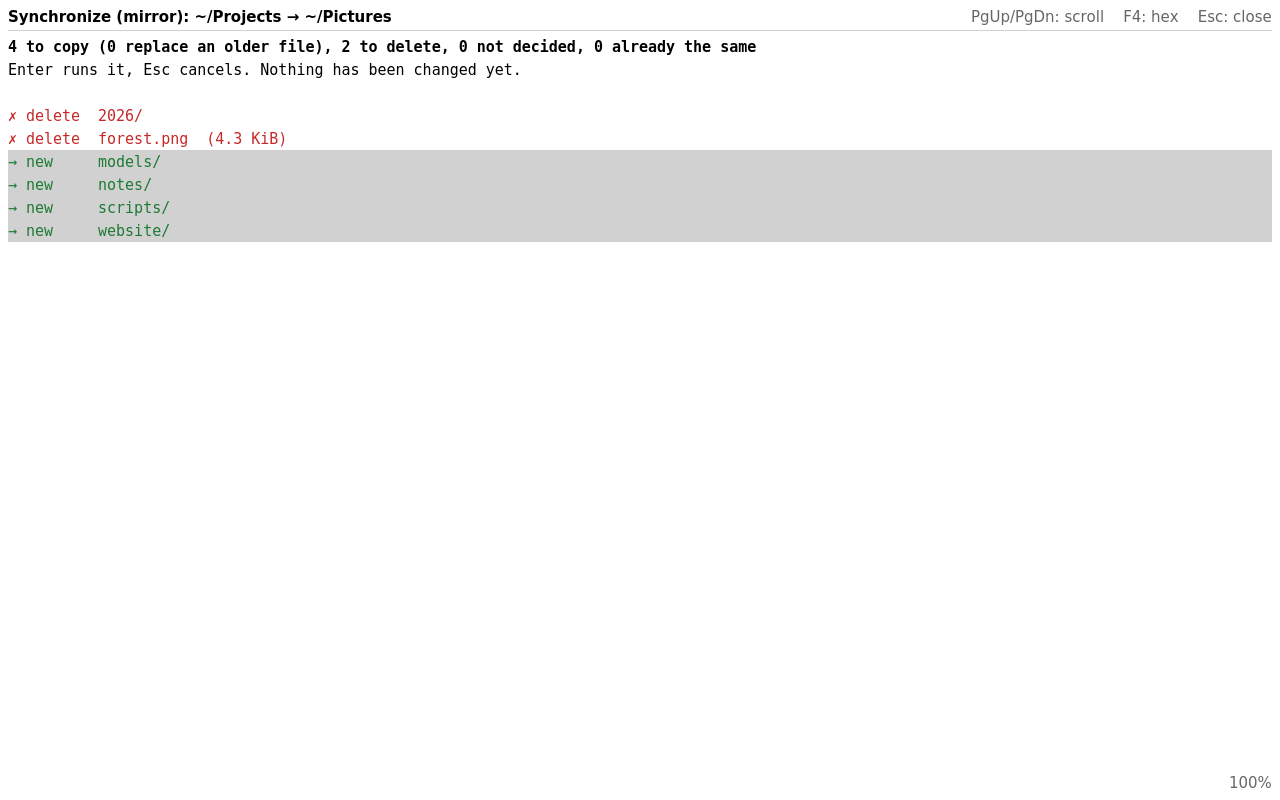 Synchronize (mirror): ~/Projects → ~/Pictures PgUp/PgDn: scroll F4: hex Esc: close
4 to copy (0 replace an older file), 2 to delete, 0 not decided, 0 already the same
Enter runs it, Esc cancels. Nothing has been changed yet.
✗ delete 2026/
✗ delete forest.png (4.3 KiB)
→ new models/
→ new notes/
→ new scripts/
→ new website/
100%